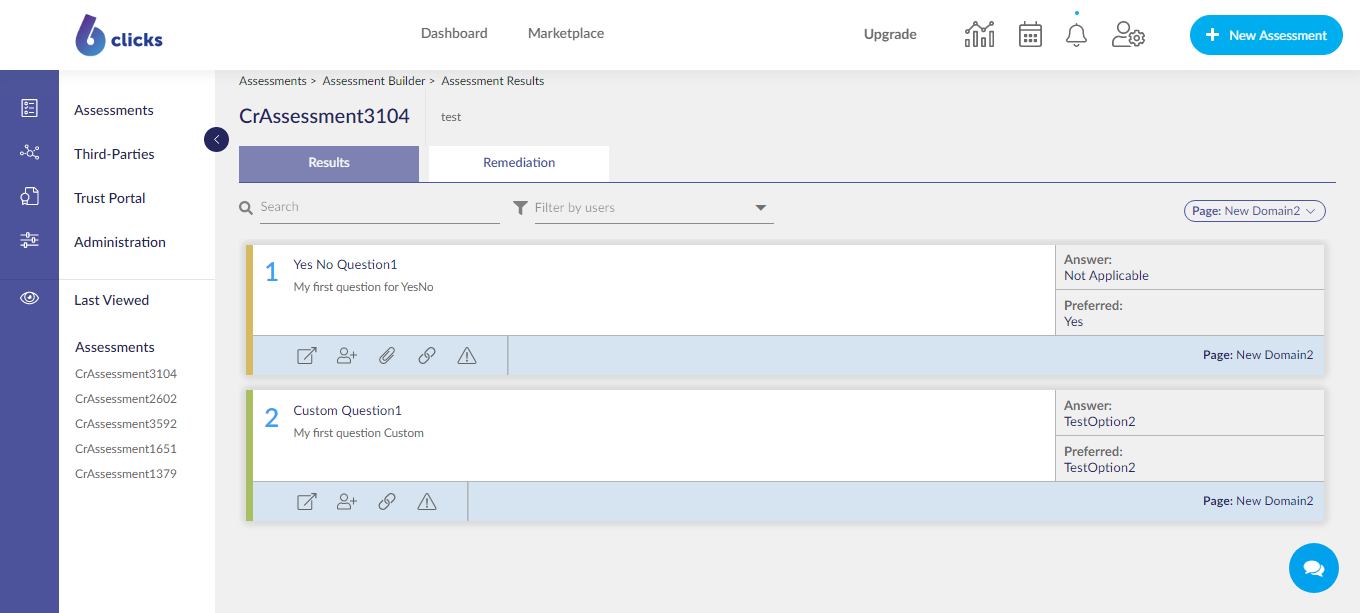 6 clicks
Dashboard
Marketplace
Upgrade
New Assessment
Assessments
Third-Parties
Trust Portal
Administration
Last Viewed
Assessments
CrAssessment3104
CrAssessment2602
CrAssessment3592
CrAssessment1651
CrAssessment1379
Assessments > Assessment Builder > Assessment Results
CrAssessment3104
test
Results
Remediation
Search
Filter by users
Page: New Domain2
1
Yes No Question1
My first question for YesNo
Answer:
Not Applicable
Preferred:
Yes
Page: New Domain2
2
Custom Question1
My first question Custom
Answer:
TestOption2
Preferred:
TestOption2
Page: New Domain2